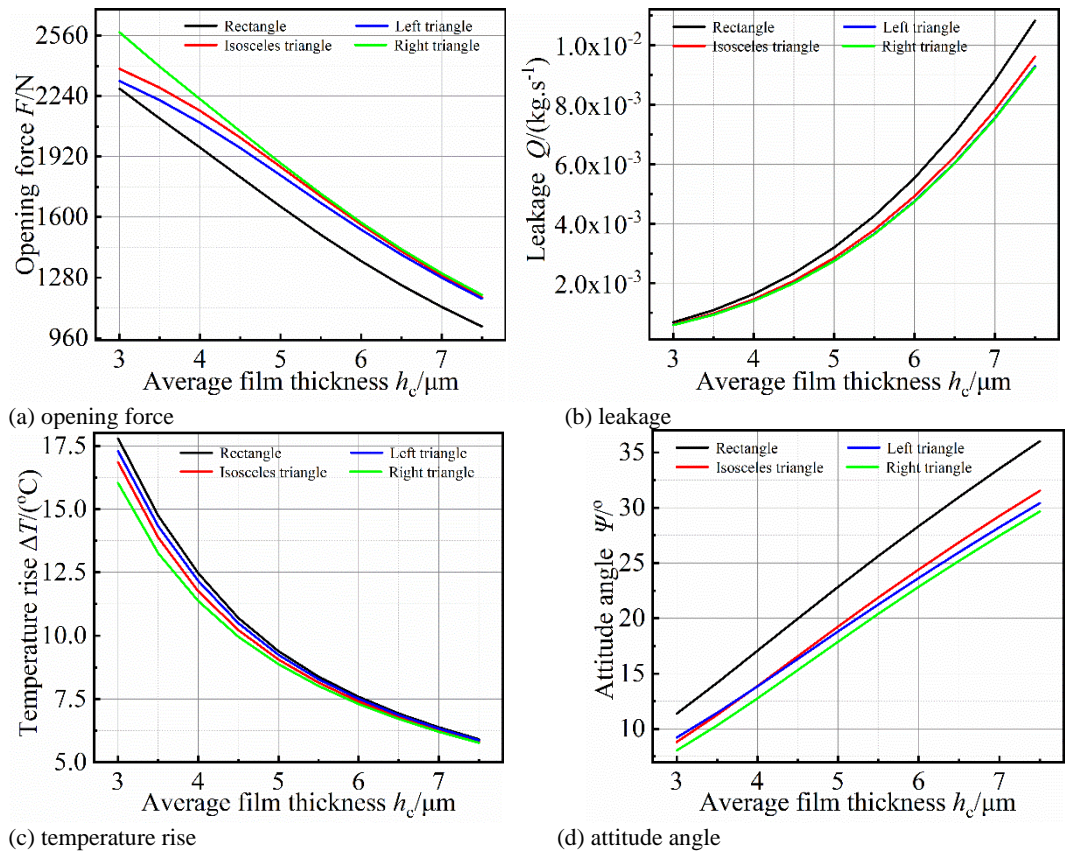 Rectangle
Left triangle
Isosceles triangle
Right triangle
2560
2240
1920
1600
1280
960
Opening force F/N
3 4 5 6 7
Average film thickness hc/μm
(a) opening force
Rectangle
Left triangle
Isosceles triangle
Right triangle
1.0x10-2
8.0x10-3
6.0x10-3
4.0x10-3
2.0x10-3
Leakage Q/(kg.s-1)
3 4 5 6 7
Average film thickness hc/μm
(b) leakage
Rectangle
Left triangle
Isosceles triangle
Right triangle
17.5
15.0
12.5
10.0
7.5
5.0
Temperature rise ΔT/(°C)
3 4 5 6 7
Average film thickness hc/μm
(c) temperature rise
Rectangle
Left triangle
Isosceles triangle
Right triangle
35
30
25
20
15
10
Attitude angle Ψ/°
3 4 5 6 7
Average film thickness hc/μm
(d) attitude angle